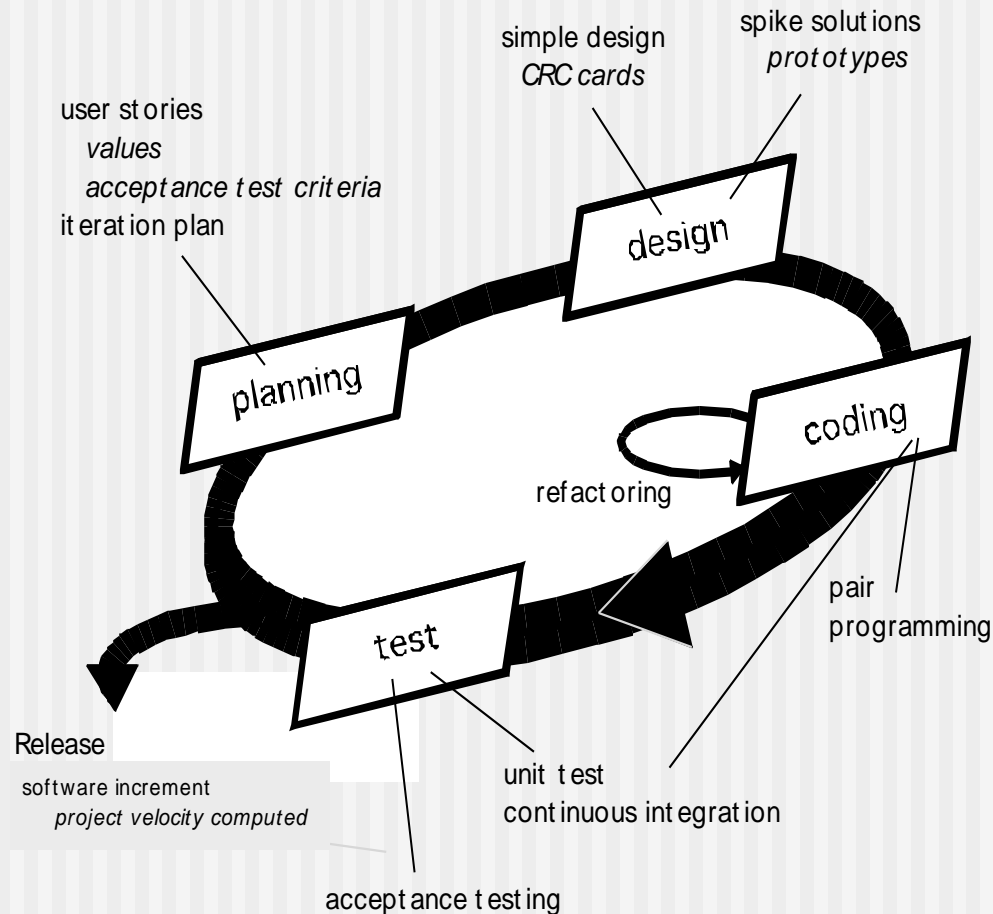 simple design
CRC cards
spike solutions
prototypes
user stories
values
acceptance test criteria
iteration plan
design
planning
coding
refactoring
pair
programming
test
Release
software increment
project velocity computed
unit test
continuous integration
acceptance testing